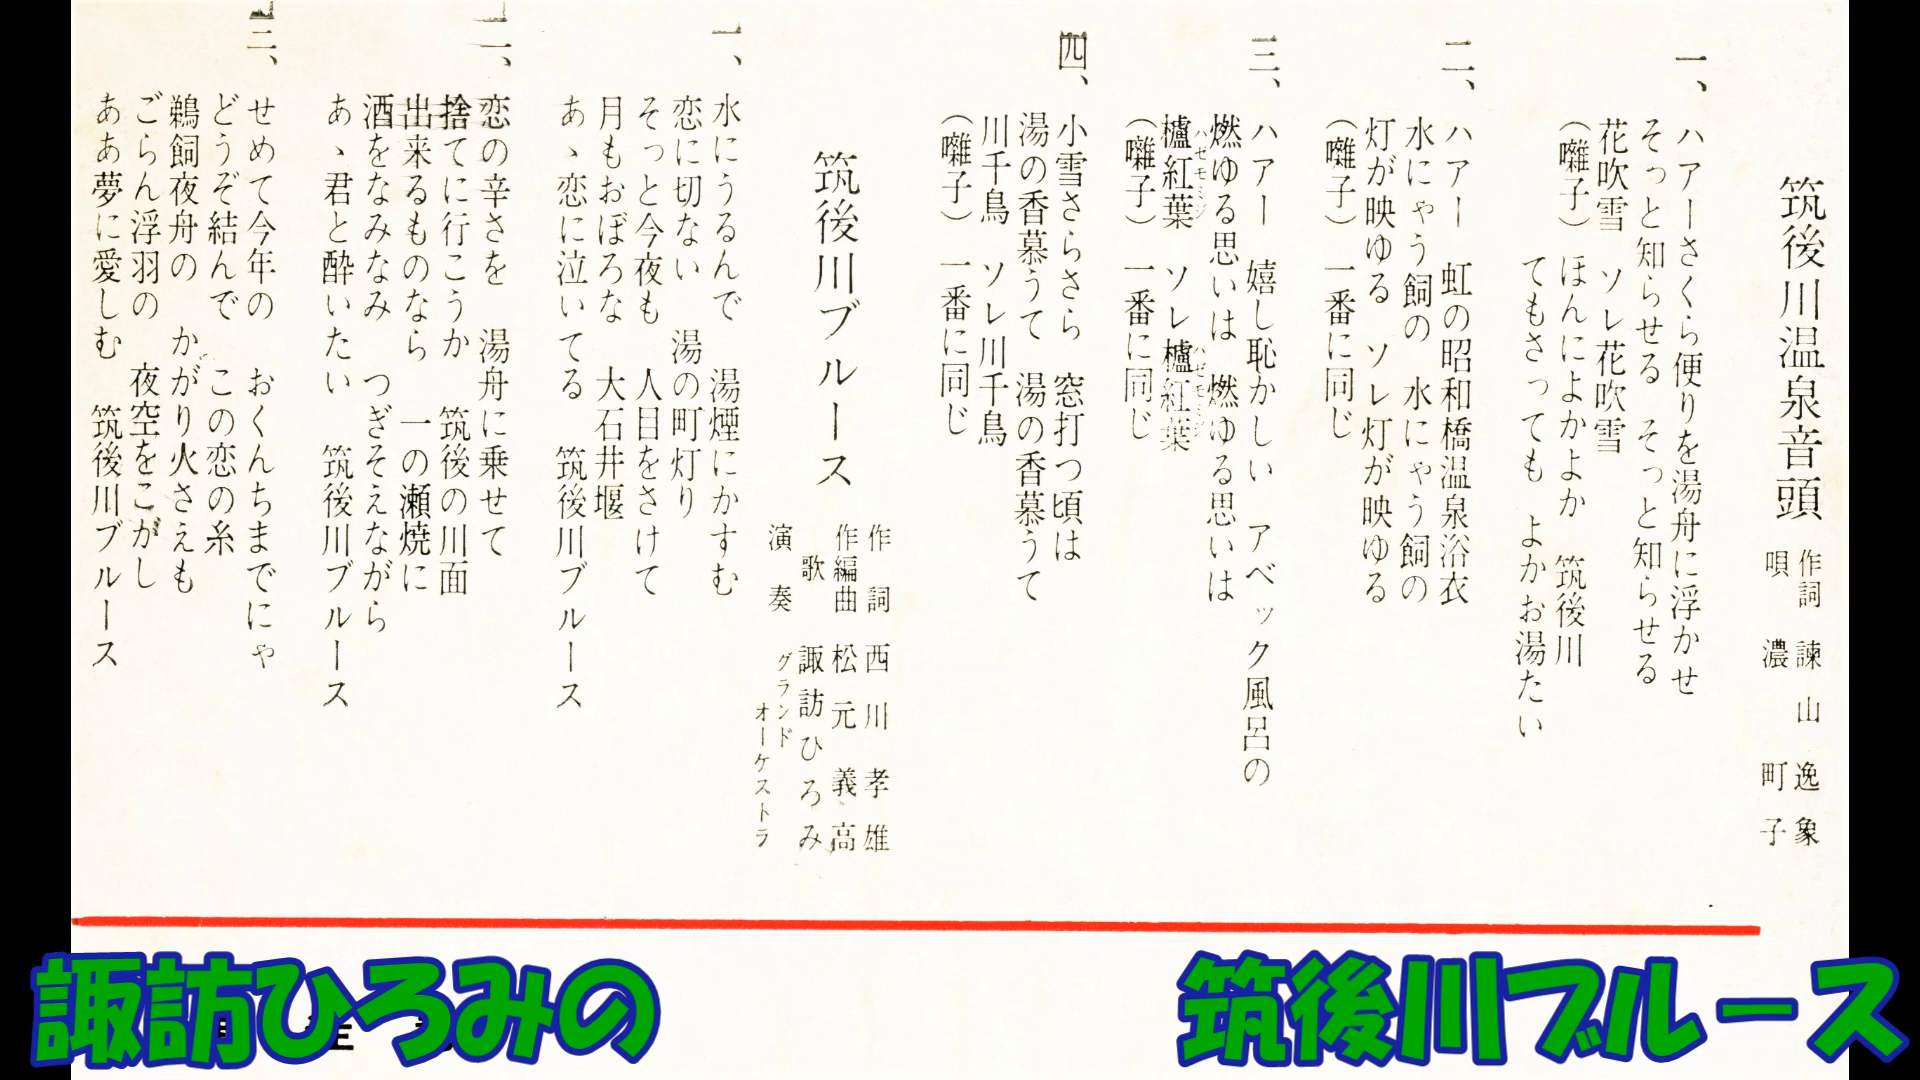 筑後川温泉音頭
作詞 諫山逸象
唄 濃町子
一、
ハアーさくら便りを湯舟に浮かせ
そっと知らせる そっと知らせる
花吹雪 ソレ花吹雪
（囃子） ほんによかよか 筑後川
てもさっても よかお湯たい
二、
ハアー 虹の昭和橋温泉浴衣
水にゃう飼の 水にゃう飼の
灯が映ゆる ソレ灯が映ゆる
（囃子） 一番に同じ
三、
ハアー 嬉し恥かしい アベック風呂の
燃ゆる思いは 燃ゆる思いは
櫨紅葉 ソレ櫨紅葉
ハゼモミジ ハゼモミジ
（囃子） 一番に同じ
四、
小雪さらさら 窓打つ頃は
湯の香慕うて 湯の香慕うて
川千鳥 ソレ川千鳥
（囃子） 一番に同じ
筑後川ブルース
作詞 西川孝雄
作編曲 松元義高
歌 諏訪ひろみ
演奏 グランド
オーケストラ
一、
水にうるんで 湯煙にかすむ
恋に切ない 湯の町灯り
そっと今夜も 人目をさけて
月もおぼろな 大石井堰
あゝ恋に泣いてる 筑後川ブルース
二、
恋の辛さを 湯舟に乗せて
捨てに行こうか 筑後の川面
出来るものなら 一の瀬焼に
酒をなみなみ つぎそえながら
あゝ君と酔いたい 筑後川ブルース
三、
せめて今年の おくんちまでにゃ
どうぞ結んで この恋の糸
鵜飼夜舟の かがり火さえも
ごらん浮羽の 夜空をこがし
ああ夢に愛しむ 筑後川ブルース
諏訪ひろみの
筑後川ブルース